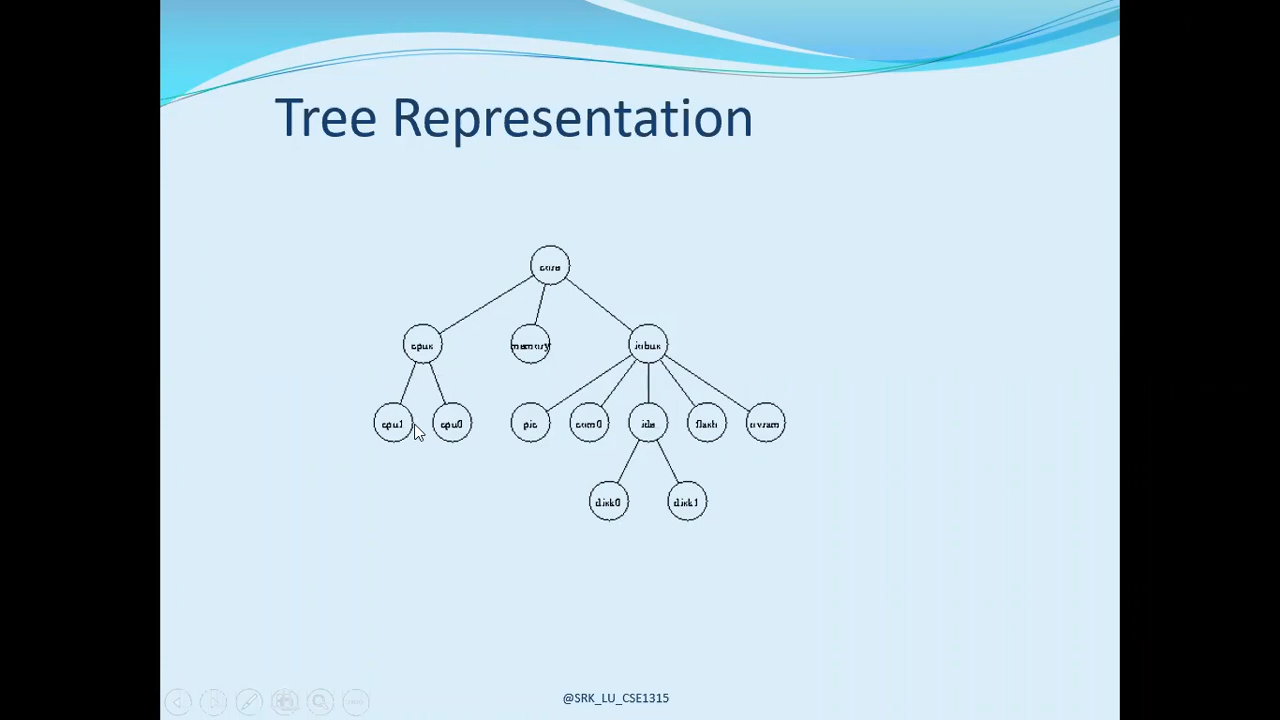 Tree Representation
core
cpus memory iobus
cpu1 cpu0 pic com0 ide flash nvram
disk0 disk1
@SRK_LU_CSE1315